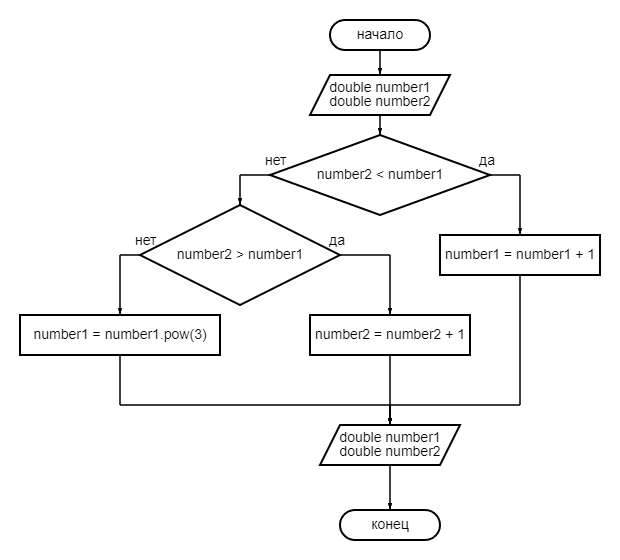 начало
double number1
double number2
нет
да
number2 < number1
нет
да
number2 > number1
number1 = number1 + 1
number1 = number1.pow(3)
number2 = number2 + 1
double number1
double number2
конец